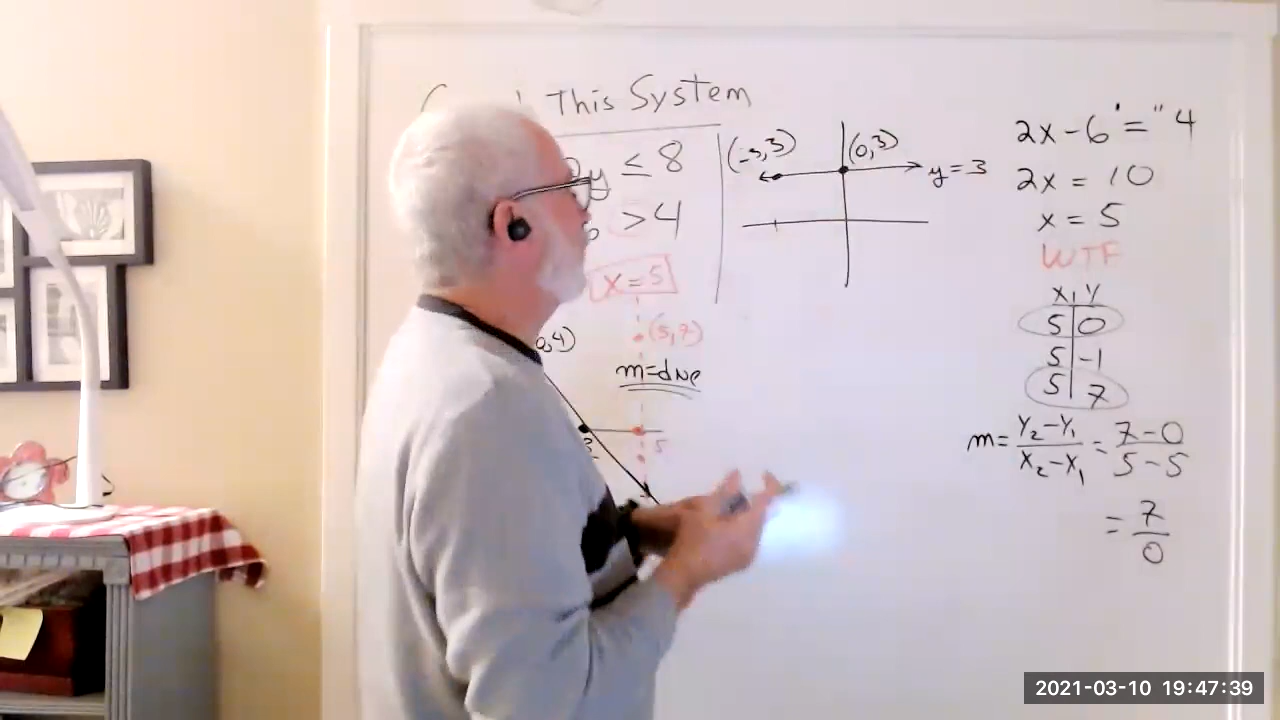 This System
y ≤ 8
> 4
x = 5
(5,7)
m=dne
5
(-3,3)
(0,3)
y = 3
2x - 6 '=" 4
2x = 10
x = 5
WTF
x, y
5 0
5 -1
5 7
m = Y₂-Y₁ / X₂-X₁ = 7-0 / 5-5
= 7/0
2021-03-10 19:47:39